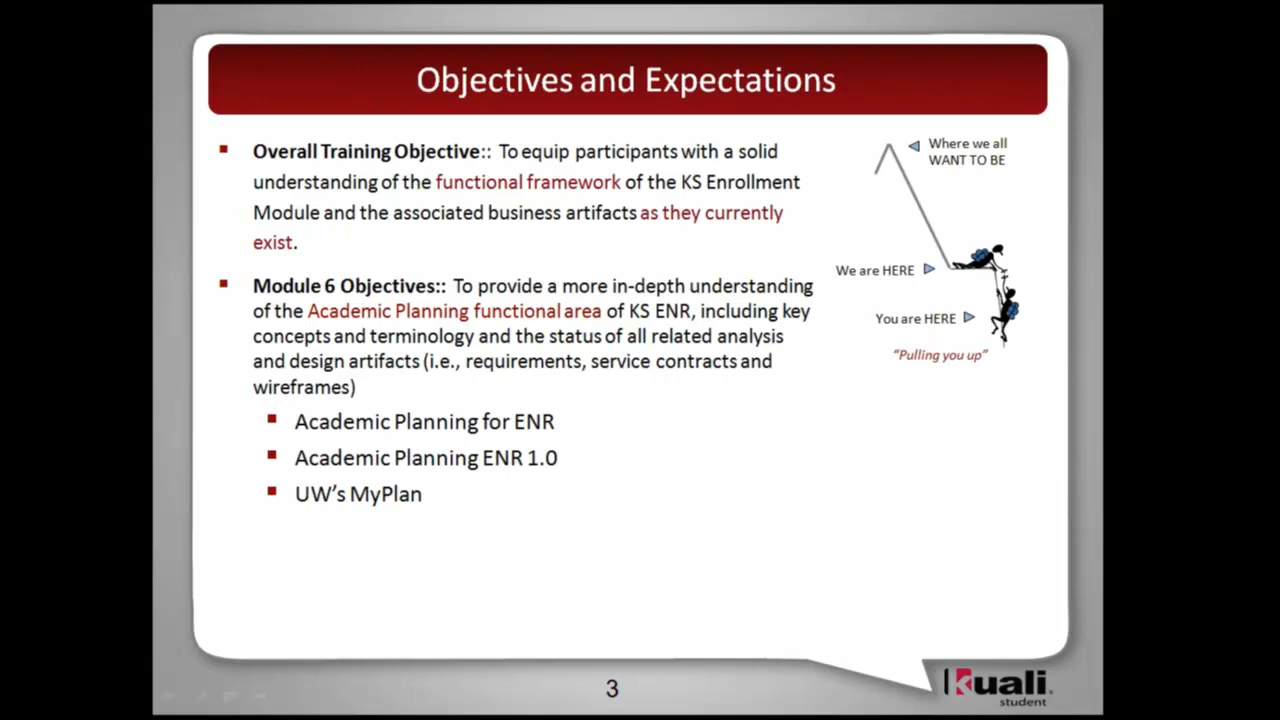 Objectives and Expectations
Overall Training Objective:: To equip participants with a solid
understanding of the functional framework of the KS Enrollment
Module and the associated business artifacts as they currently
exist.
Module 6 Objectives:: To provide a more in-depth understanding
of the Academic Planning functional area of KS ENR, including key
concepts and terminology and the status of all related analysis
and design artifacts (i.e., requirements, service contracts and
wireframes)
Academic Planning for ENR
Academic Planning ENR 1.0
UW's MyPlan
Where we all
WANT TO BE
We are HERE
You are HERE
"Pulling you up"
3
Kuali
student